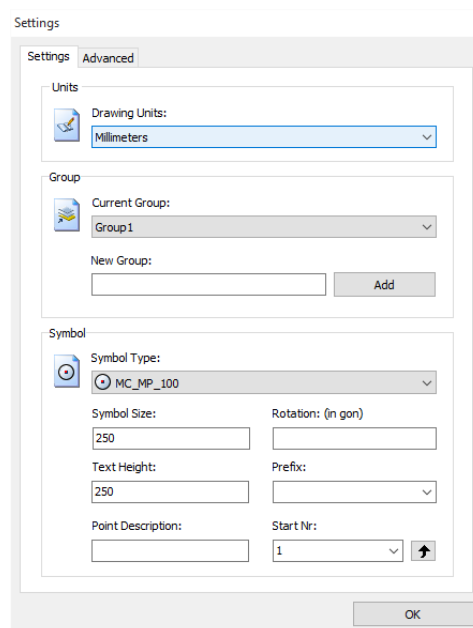 Settings
Settings Advanced
Units
Drawing Units:
Millimeters
Group
Current Group:
Group1
New Group:
Add
Symbol
Symbol Type:
MC_MP_100
Symbol Size: Rotation: (in gon)
250
Text Height: Prefix:
250
Point Description: Start Nr:
1
OK